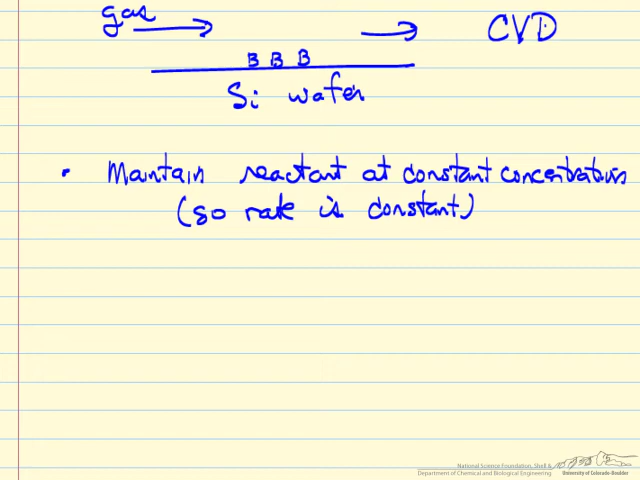 gas
CVD
B B B
Si wafer
• Maintain reactant at constant concentrations
(so rate is constant)
National Science Foundation, Shell &
Department of Chemical and Biological Engineering
University of Colorado-Boulder